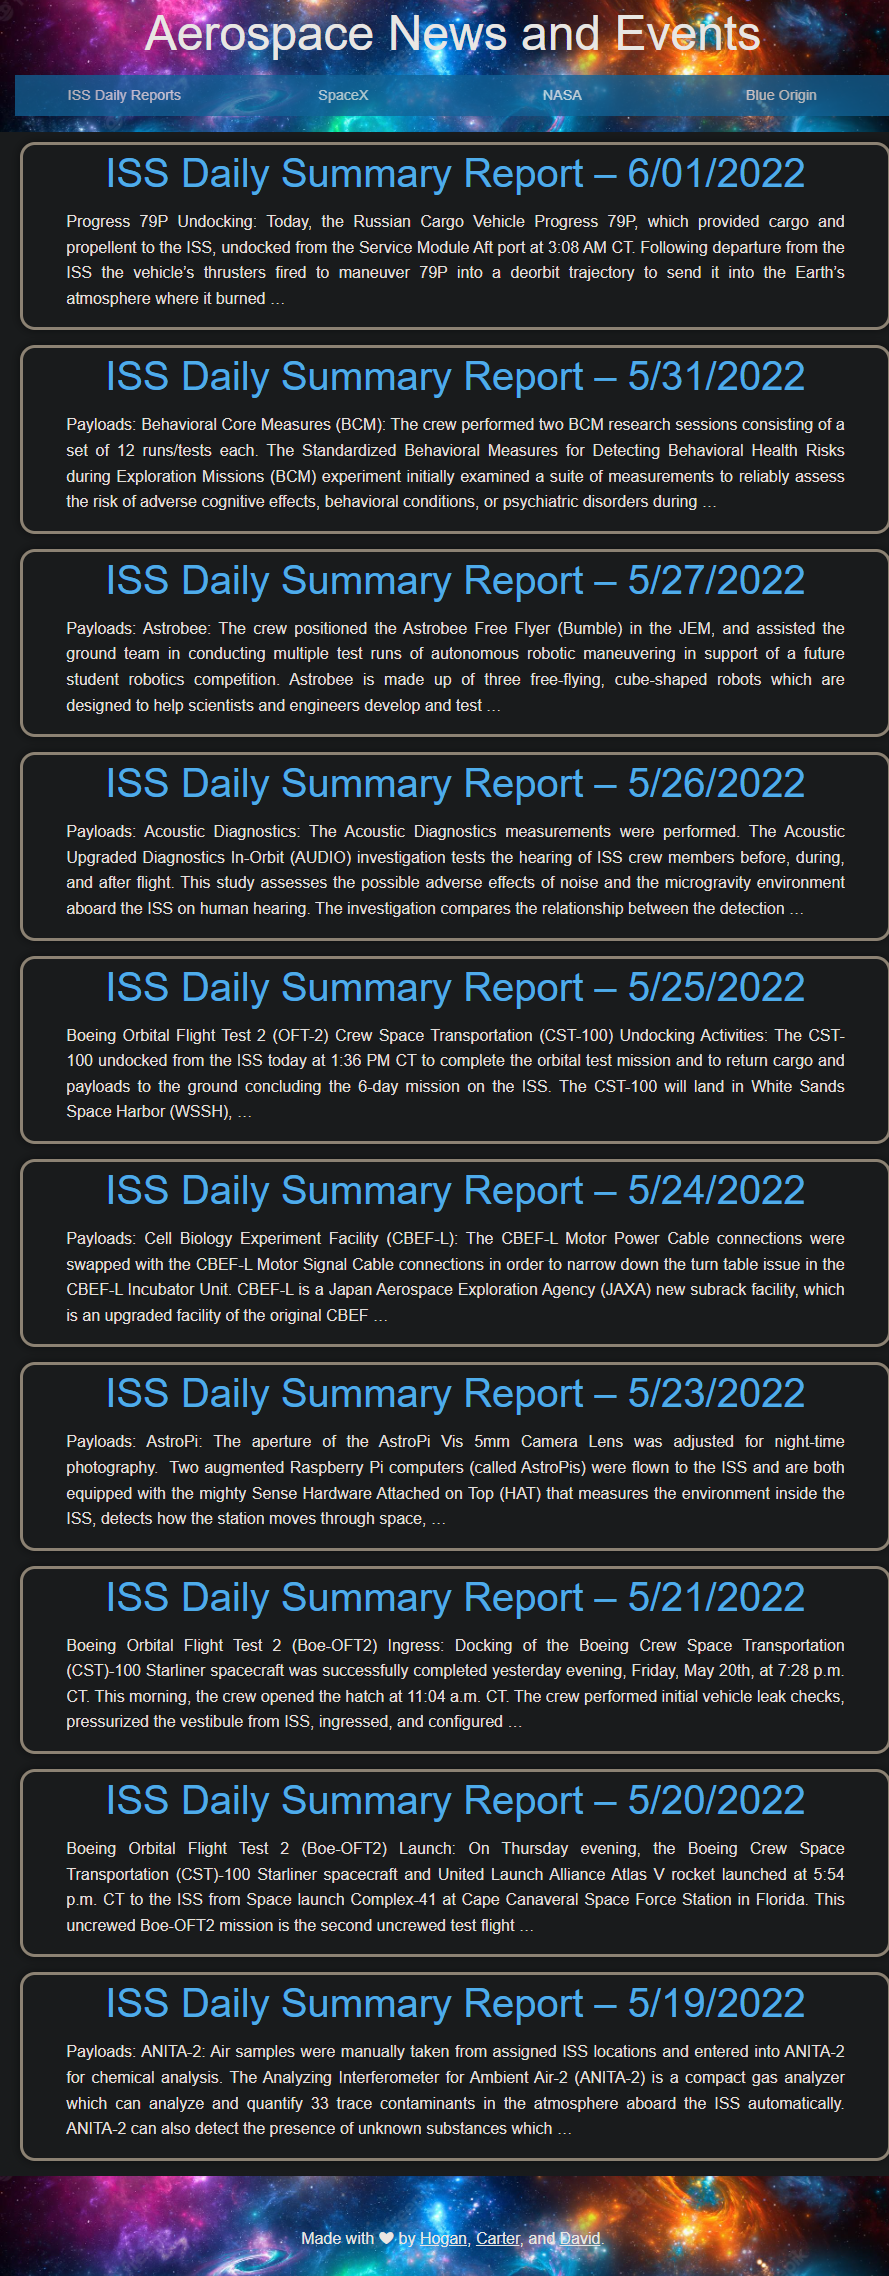 Aerospace News and Events
ISS Daily Reports SpaceX NASA Blue Origin
ISS Daily Summary Report – 6/01/2022
Progress 79P Undocking: Today, the Russian Cargo Vehicle Progress 79P, which provided cargo and
propellent to the ISS, undocked from the Service Module Aft port at 3:08 AM CT. Following departure from the
ISS the vehicle’s thrusters fired to maneuver 79P into a deorbit trajectory to send it into the Earth’s
atmosphere where it burned …
ISS Daily Summary Report – 5/31/2022
Payloads: Behavioral Core Measures (BCM): The crew performed two BCM research sessions consisting of a
set of 12 runs/tests each. The Standardized Behavioral Measures for Detecting Behavioral Health Risks
during Exploration Missions (BCM) experiment initially examined a suite of measurements to reliably assess
the risk of adverse cognitive effects, behavioral conditions, or psychiatric disorders during …
ISS Daily Summary Report – 5/27/2022
Payloads: Astrobee: The crew positioned the Astrobee Free Flyer (Bumble) in the JEM, and assisted the
ground team in conducting multiple test runs of autonomous robotic maneuvering in support of a future
student robotics competition. Astrobee is made up of three free-flying, cube-shaped robots which are
designed to help scientists and engineers develop and test …
ISS Daily Summary Report – 5/26/2022
Payloads: Acoustic Diagnostics: The Acoustic Diagnostics measurements were performed. The Acoustic
Upgraded Diagnostics In-Orbit (AUDIO) investigation tests the hearing of ISS crew members before, during,
and after flight. This study assesses the possible adverse effects of noise and the microgravity environment
aboard the ISS on human hearing. The investigation compares the relationship between the detection …
ISS Daily Summary Report – 5/25/2022
Boeing Orbital Flight Test 2 (OFT-2) Crew Space Transportation (CST-100) Undocking Activities: The CST-
100 undocked from the ISS today at 1:36 PM CT to complete the orbital test mission and to return cargo and
payloads to the ground concluding the 6-day mission on the ISS. The CST-100 will land in White Sands
Space Harbor (WSSH), …
ISS Daily Summary Report – 5/24/2022
Payloads: Cell Biology Experiment Facility (CBEF-L): The CBEF-L Motor Power Cable connections were
swapped with the CBEF-L Motor Signal Cable connections in order to narrow down the turn table issue in the
CBEF-L Incubator Unit. CBEF-L is a Japan Aerospace Exploration Agency (JAXA) new subrack facility, which
is an upgraded facility of the original CBEF …
ISS Daily Summary Report – 5/23/2022
Payloads: AstroPi: The aperture of the AstroPi Vis 5mm Camera Lens was adjusted for night-time
photography. Two augmented Raspberry Pi computers (called AstroPis) were flown to the ISS and are both
equipped with the mighty Sense Hardware Attached on Top (HAT) that measures the environment inside the
ISS, detects how the station moves through space, …
ISS Daily Summary Report – 5/21/2022
Boeing Orbital Flight Test 2 (Boe-OFT2) Ingress: Docking of the Boeing Crew Space Transportation
(CST)-100 Starliner spacecraft was successfully completed yesterday evening, Friday, May 20th, at 7:28 p.m.
CT. This morning, the crew opened the hatch at 11:04 a.m. CT. The crew performed initial vehicle leak checks,
pressurized the vestibule from ISS, ingressed, and configured …
ISS Daily Summary Report – 5/20/2022
Boeing Orbital Flight Test 2 (Boe-OFT2) Launch: On Thursday evening, the Boeing Crew Space
Transportation (CST)-100 Starliner spacecraft and United Launch Alliance Atlas V rocket launched at 5:54
p.m. CT to the ISS from Space launch Complex-41 at Cape Canaveral Space Force Station in Florida. This
uncrewed Boe-OFT2 mission is the second uncrewed test flight …
ISS Daily Summary Report – 5/19/2022
Payloads: ANITA-2: Air samples were manually taken from assigned ISS locations and entered into ANITA-2
for chemical analysis. The Analyzing Interferometer for Ambient Air-2 (ANITA-2) is a compact gas analyzer
which can analyze and quantify 33 trace contaminants in the atmosphere aboard the ISS automatically.
ANITA-2 can also detect the presence of unknown substances which …
Made with ❤ by Hogan, Carter, and David.